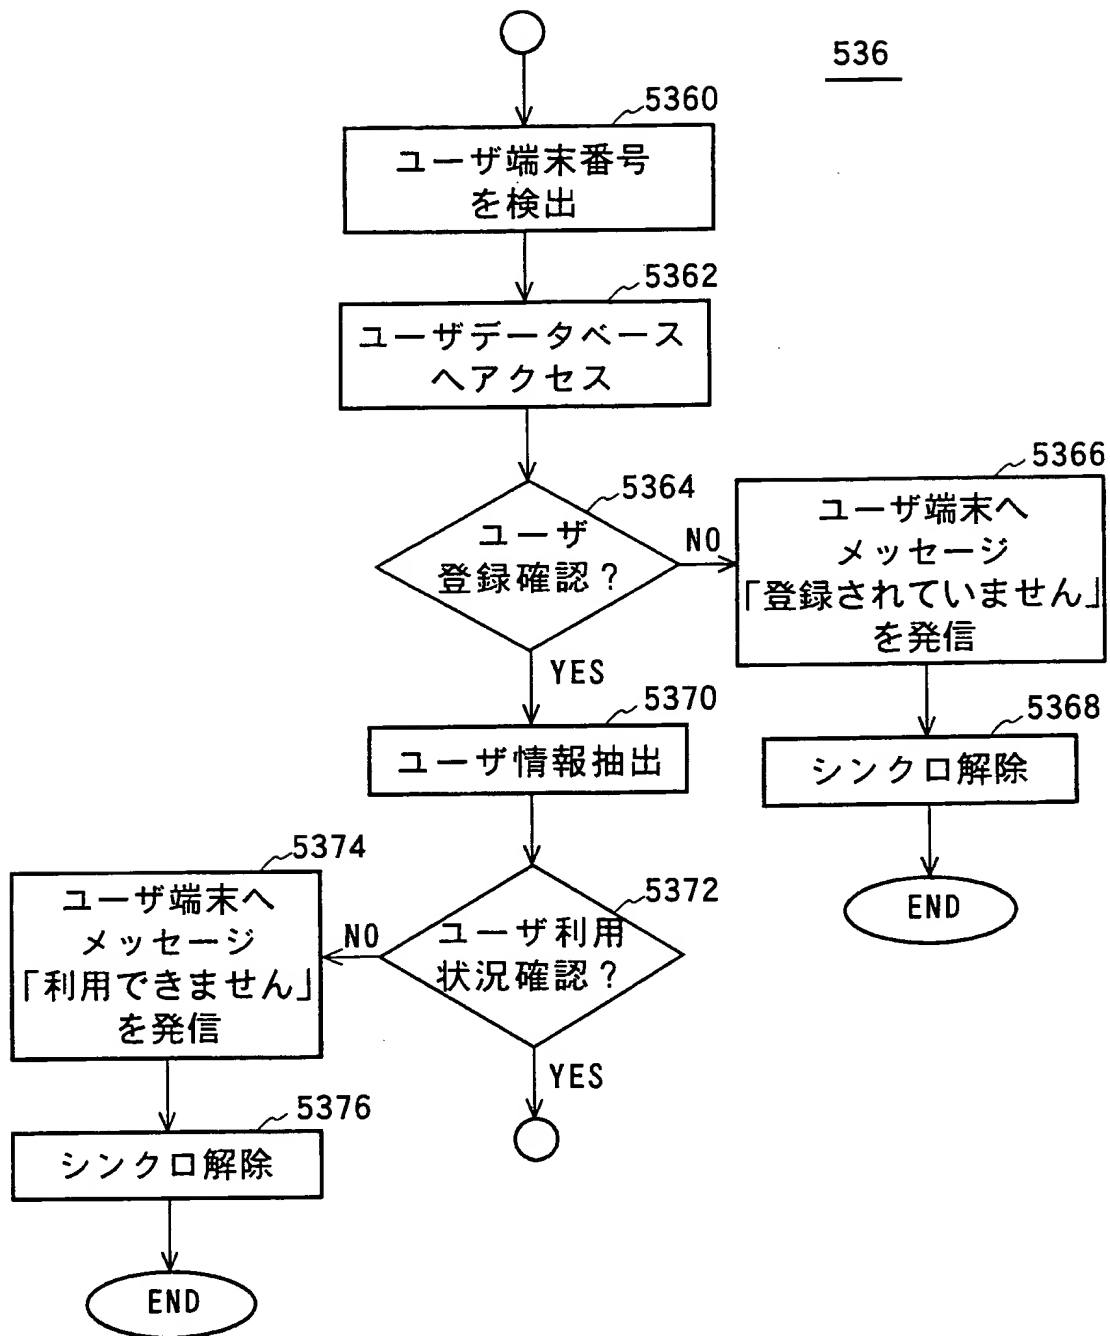 536
5360
ユーザ端末番号
を検出
5362
ユーザデータベース
へアクセス
5364
ユーザ
登録確認?
NO
YES
5366
ユーザ端末へ
メッセージ
「登録されていません」
を発信
5368
シンクロ解除
END
5370
ユーザ情報抽出
5372
ユーザ利用
状況確認?
NO
YES
5374
ユーザ端末へ
メッセージ
「利用できません」
を発信
5376
シンクロ解除
END